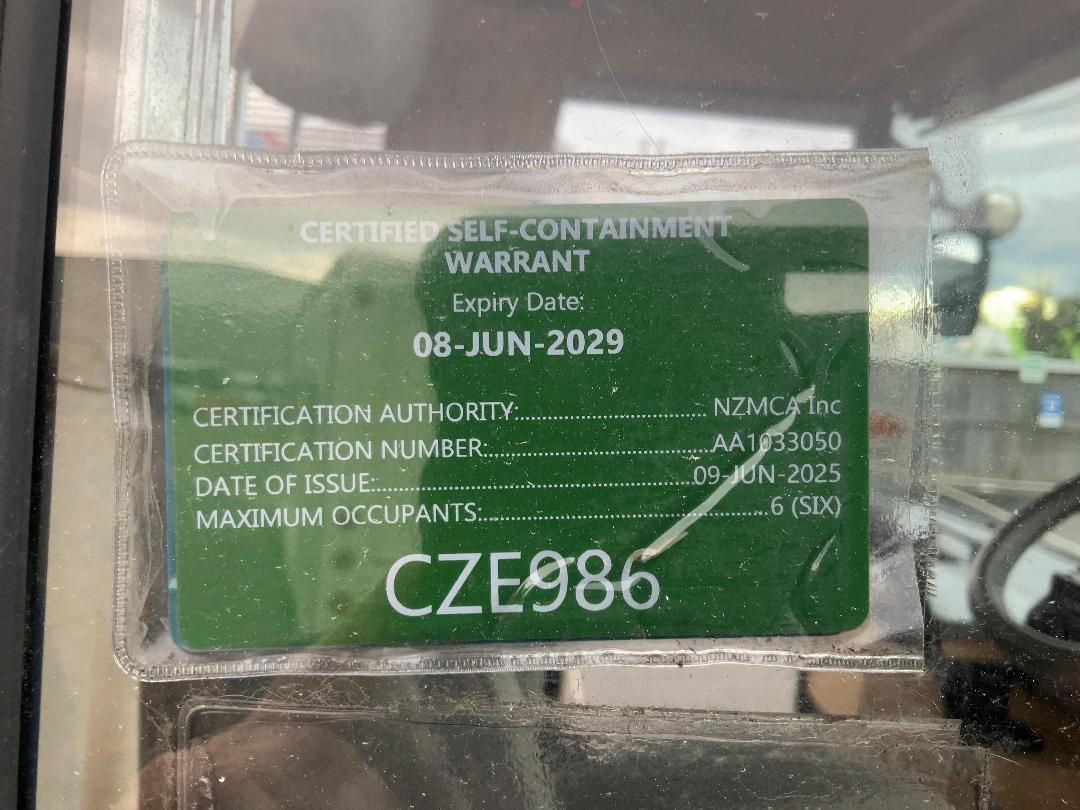 CERTIFIED SELF-CONTAINMENT
WARRANT
Expiry Date:
08-JUN-2029
CERTIFICATION AUTHORITY:........................................ NZMCA Inc
CERTIFICATION NUMBER:................................................AA1033050
DATE OF ISSUE:...................................................................09-JUN-2025
MAXIMUM OCCUPANTS:............................................................6 (SIX)
CZE986